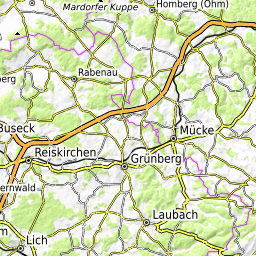 Mardorfer Kuppe
Homberg (Ohm)
Rabenau
Buseck
Mücke
Reiskirchen
Grünberg
Laubach
Lich